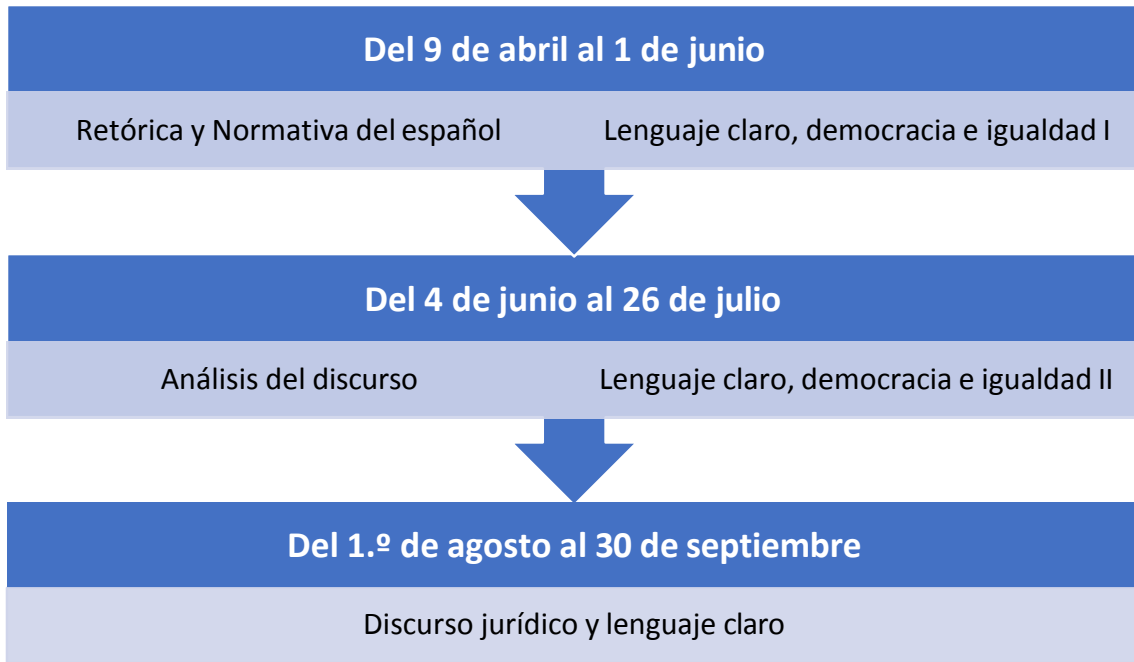 Del 9 de abril al 1 de junio
Retórica y Normativa del español
Lenguaje claro, democracia e igualdad I
Del 4 de junio al 26 de julio
Análisis del discurso
Lenguaje claro, democracia e igualdad II
Del 1.º de agosto al 30 de septiembre
Discurso jurídico y lenguaje claro